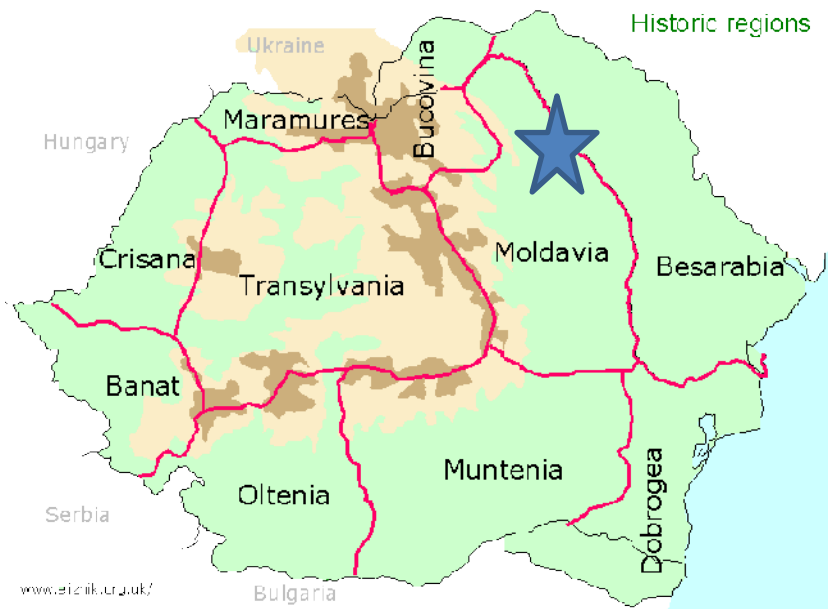 Historic regions
Ukraine
Bucovina
Maramures
Hungary
Moldavia
Crisana
Besarabia
Transylvania
Banat
Muntenia
Oltenia
Dobrogea
Serbia
Bulgaria